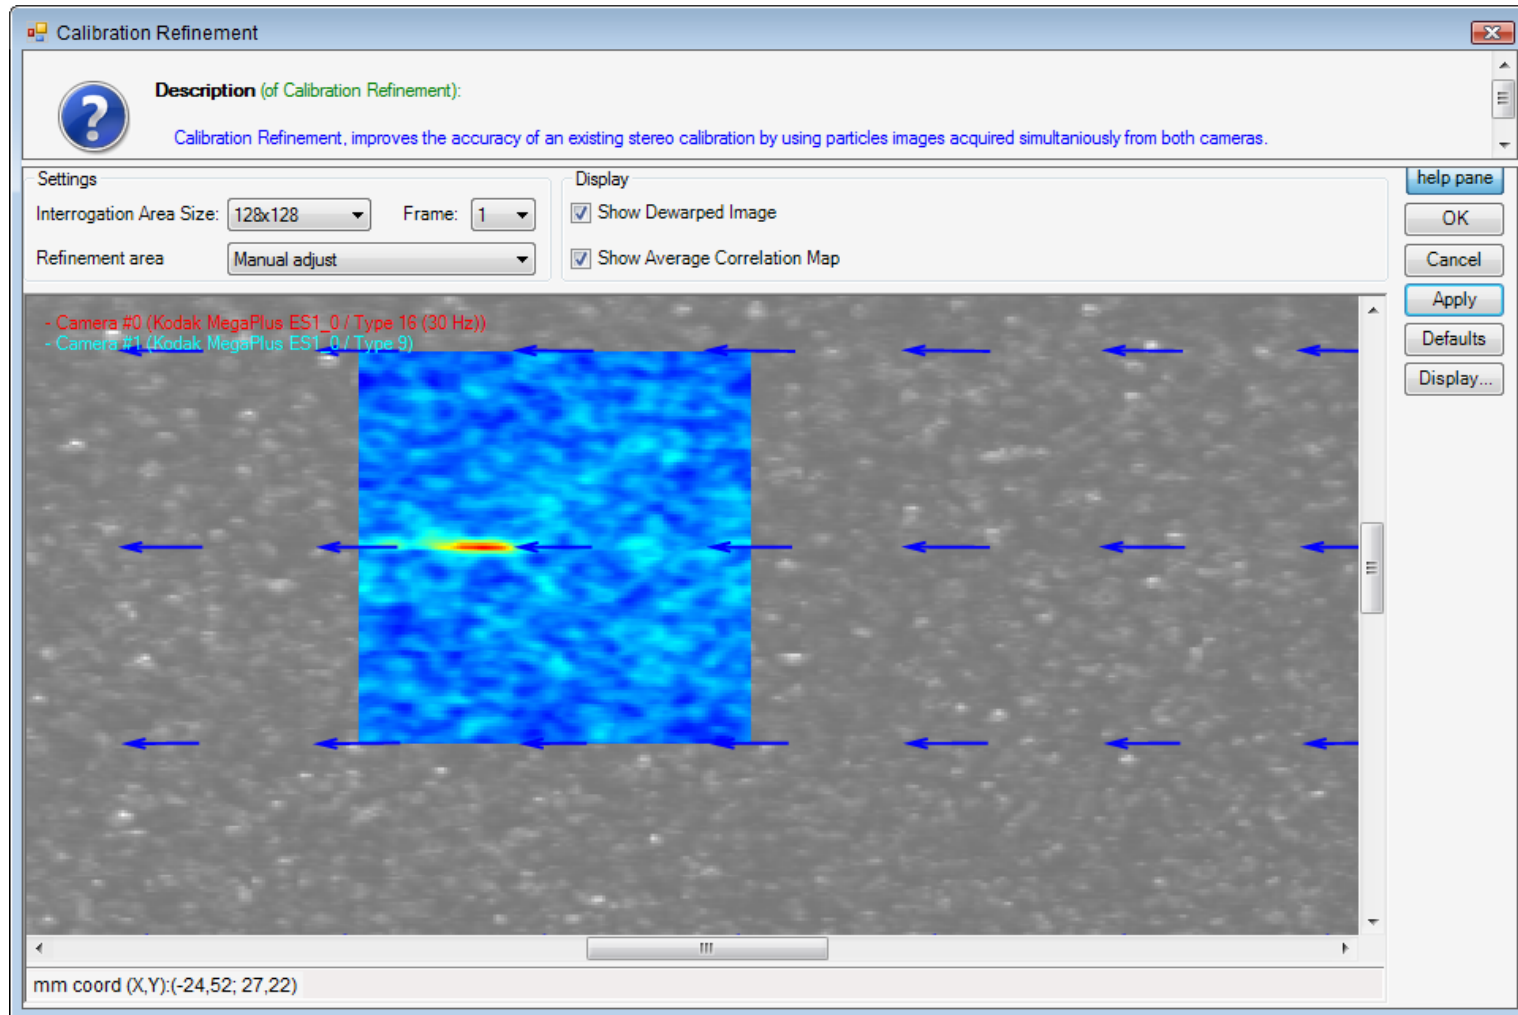 Calibration Refinement
Description (of Calibration Refinement):
Calibration Refinement, improves the accuracy of an existing stereo calibration by using particles images acquired simultaniously from both cameras.
Settings
Interrogation Area Size: 128x128 Frame: 1
Refinement area Manual adjust
Display
Show Dewarped Image
Show Average Correlation Map
help pane
OK
Cancel
Apply
Defaults
Display...
- Camera #0 (Kodak MegaPlus ES1_0 / Type 16 (30 Hz))
- Camera #1 (Kodak MegaPlus ES1_0 / Type 9)
mm coord (X,Y):(-24,52; 27,22)